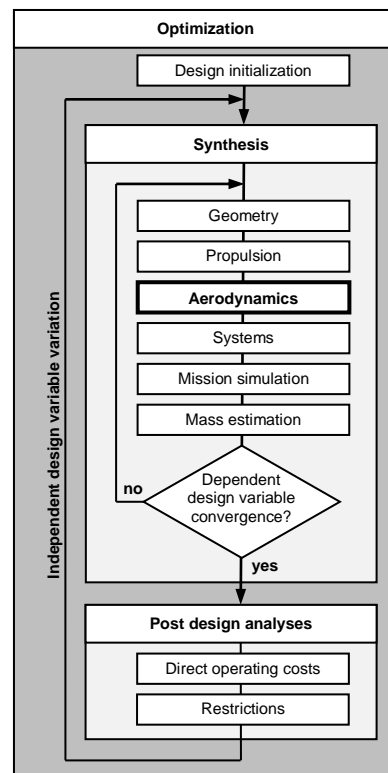 Optimization
Design initialization
Synthesis
Geometry
Propulsion
Aerodynamics
Systems
Mission simulation
Mass estimation
Dependent
design variable
convergence?
no
yes
Post design analyses
Direct operating costs
Restrictions
Independent design variable variation